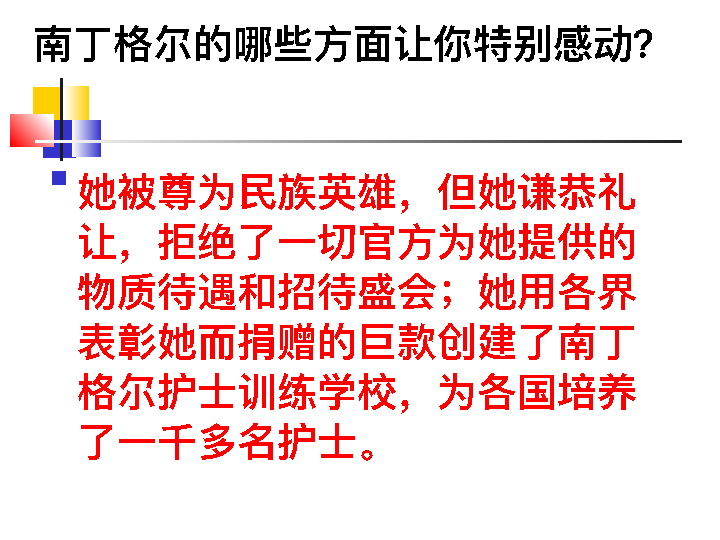 南丁格尔的哪些方面让你特别感动?
她被尊为民族英雄，但她谦恭礼
让，拒绝了一切官方为她提供的
物质待遇和招待盛会；她用各界
表彰她而捐赠的巨款创建了南丁
格尔护士训练学校，为各国培养
了一千多名护士。